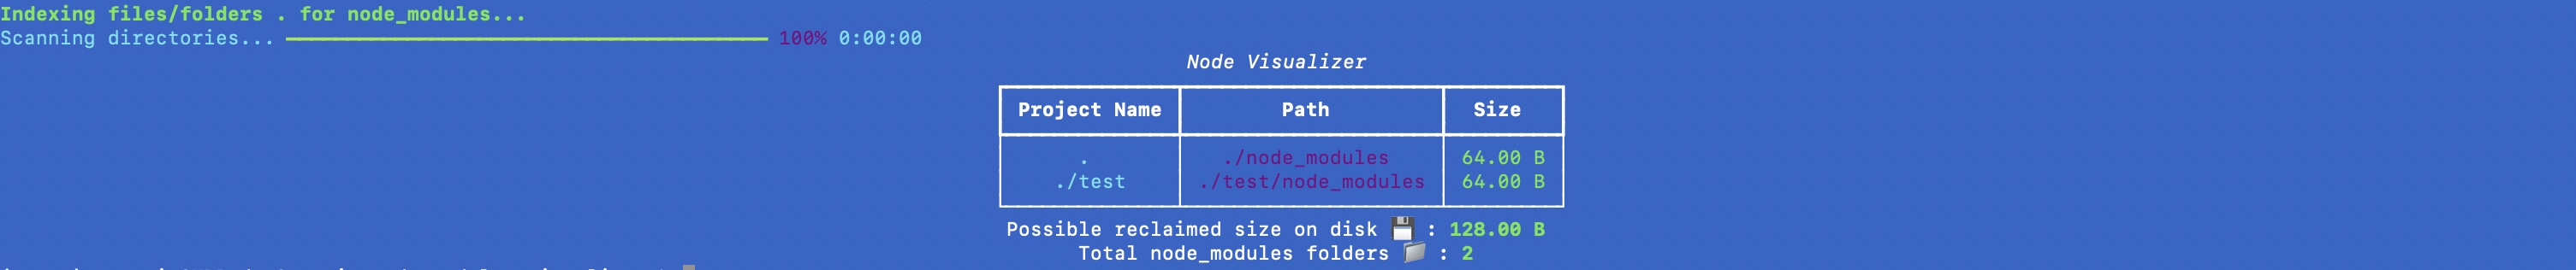 Indexing files/folders . for node_modules...
Scanning directories... 100% 0:00:00
Node Visualizer
Project Name Path Size
. ./node_modules 64.00 B
./test ./test/node_modules 64.00 B
Possible reclaimed size on disk 💾 : 128.00 B
Total node_modules folders 📁 : 2